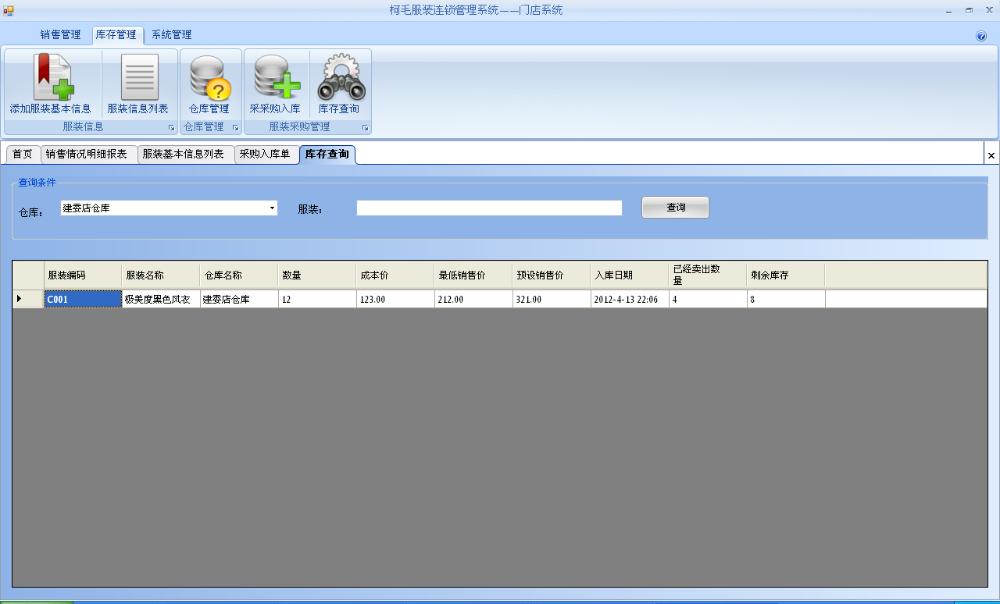 柯毛服装连锁管理系统——门店系统
销售管理 库存管理 系统管理
添加服装基本信息 服装信息列表 仓库管理 采采购入库 库存查询
服装信息 仓库管理 服装采购管理
首页 销售情况明细报表 服装基本信息列表 采购入库单 库存查询
查询条件
仓库: 建委店仓库 服装: 查询
服装编码 服装名称 仓库名称 数量 成本价 最低销售价 预设销售价 入库日期 已经卖出数量 剩余库存
C001 极美度黑色风衣 建委店仓库 12 123.00 212.00 321.00 2012-4-13 22:06 4 8